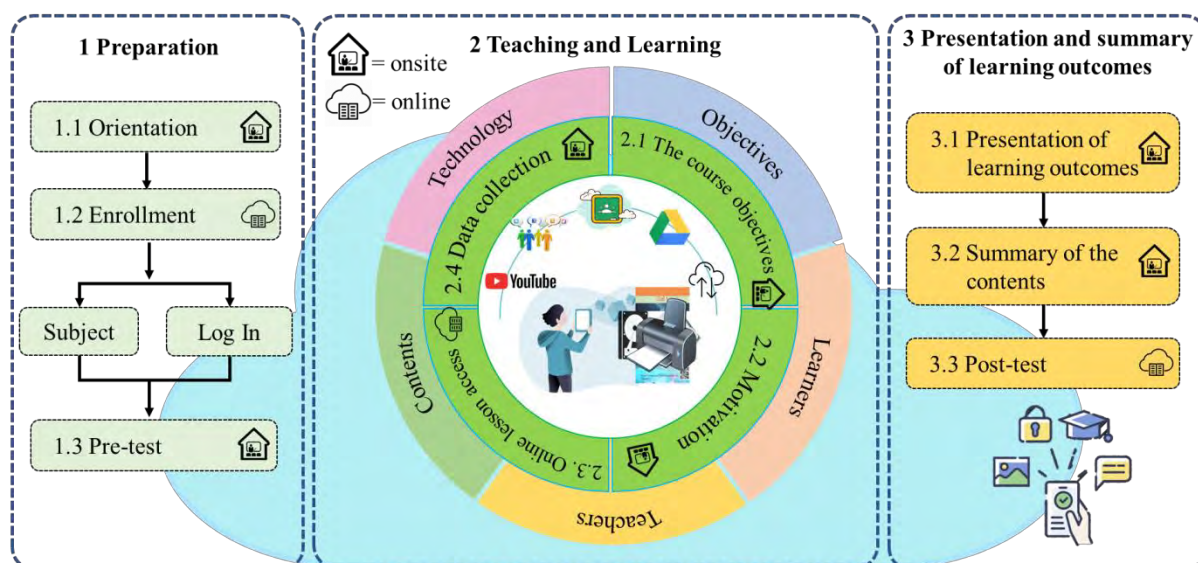 1 Preparation
1.1 Orientation
1.2 Enrollment
Subject
Log In
1.3 Pre-test
2 Teaching and Learning
= onsite
= online
Technology
Objectives
Learners
Teachers
Contents
2.1 The course objectives
2.2 Motivation
2.3. Online lesson access
2.4 Data collection
YouTube
3 Presentation and summary
of learning outcomes
3.1 Presentation of
learning outcomes
3.2 Summary of the
contents
3.3 Post-test